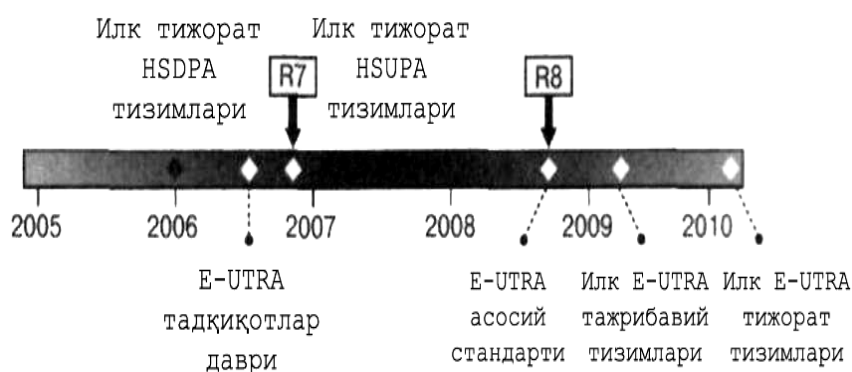 Илк тижорат
HSDPA
тизимлари
Илк тижорат
HSUPA
тизимлари
R7
R8
2005 2006 2007 2008 2009 2010
E-UTRA
тадқиқотлар
даври
E-UTRA
асосий
стандарти
Илк E-UTRA
тажрибавий
тизимлари
Илк E-UTRA
тижорат
тизимлари